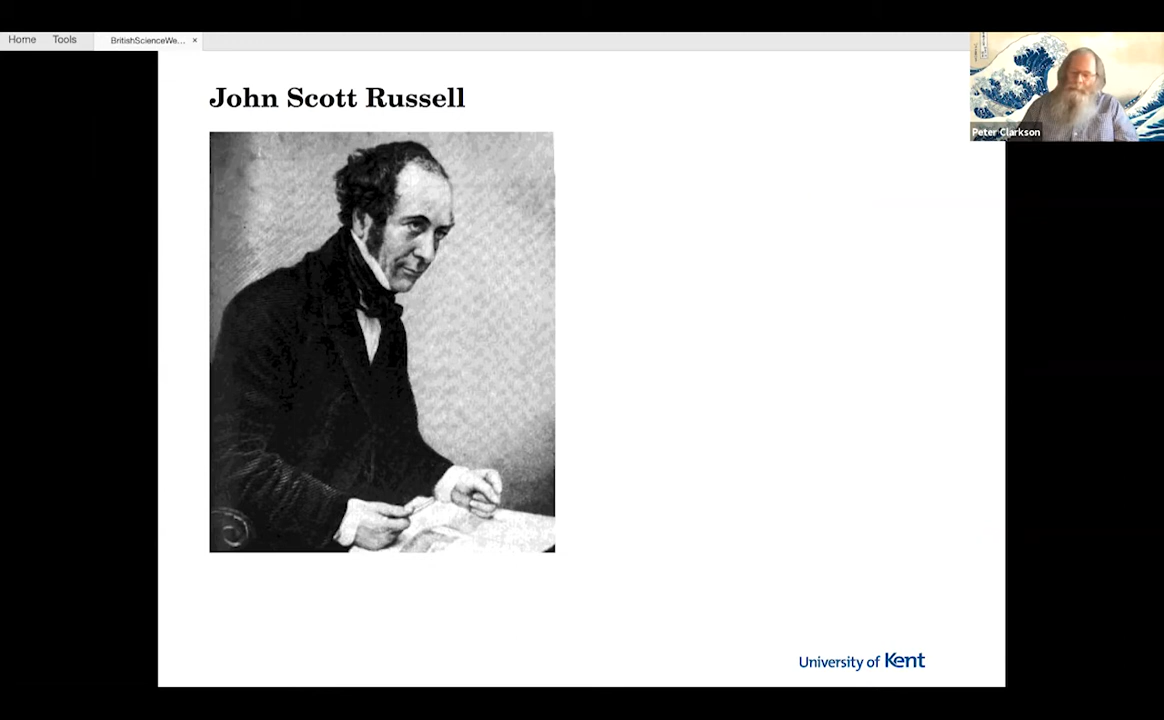 Home Tools BritishScienceWe... ×
John Scott Russell
Peter Clarkson
University of Kent